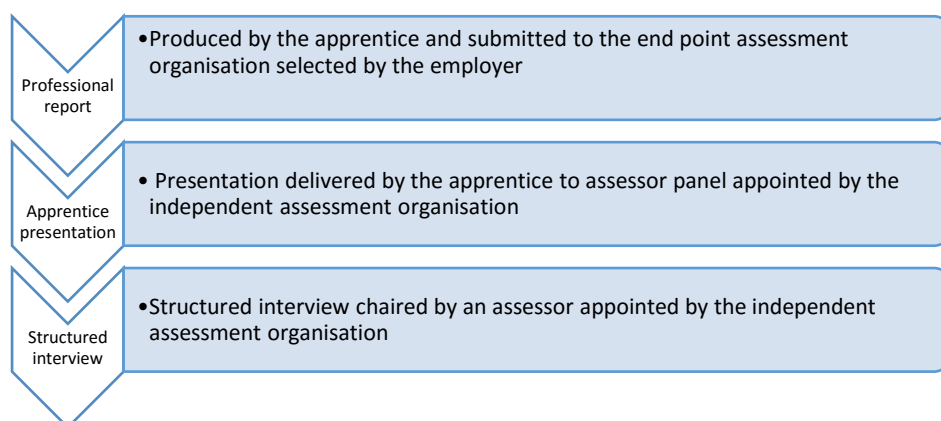 Professional
report
•Produced by the apprentice and submitted to the end point assessment
organisation selected by the employer
Apprentice
presentation
• Presentation delivered by the apprentice to assessor panel appointed by the
independent assessment organisation
Structured
interview
•Structured interview chaired by an assessor appointed by the independent
assessment organisation